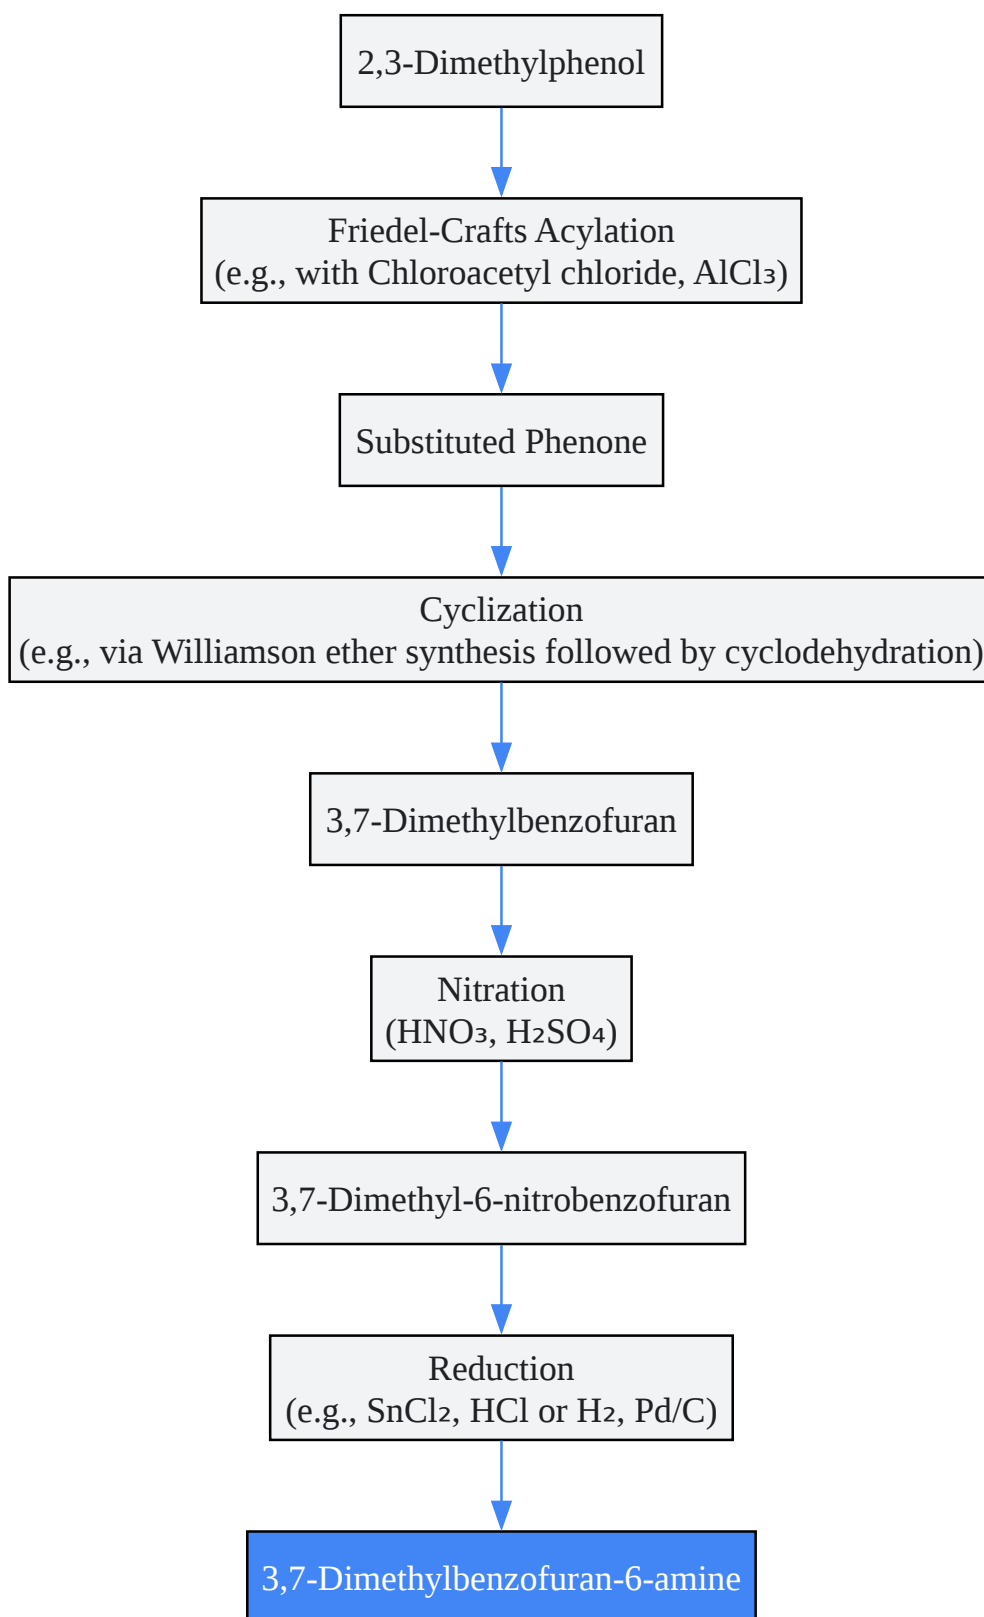 2,3-Dimethylphenol
Friedel-Crafts Acylation
(e.g., with Chloroacetyl chloride, AlCl₃)
Substituted Phenone
Cyclization
(e.g., via Williamson ether synthesis followed by cyclodehydration)
3,7-Dimethylbenzofuran
Nitration
(HNO₃, H₂SO₄)
3,7-Dimethyl-6-nitrobenzofuran
Reduction
(e.g., SnCl₂, HCl or H₂, Pd/C)
3,7-Dimethylbenzofuran-6-amine